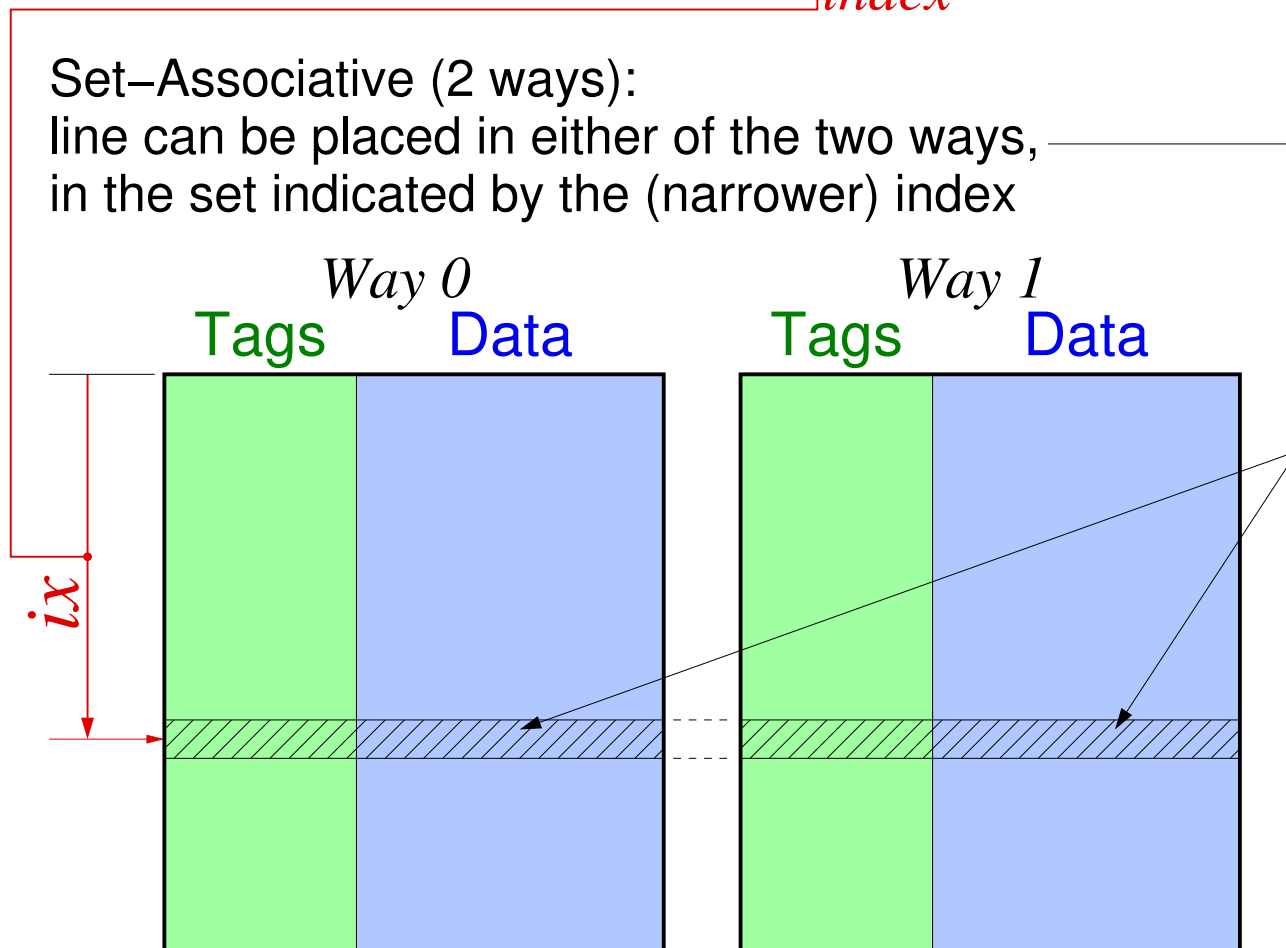 index
Set–Associative (2 ways):
line can be placed in either of the two ways,
in the set indicated by the (narrower) index
Way 0
Way 1
Tags
Data
Tags
Data
ix